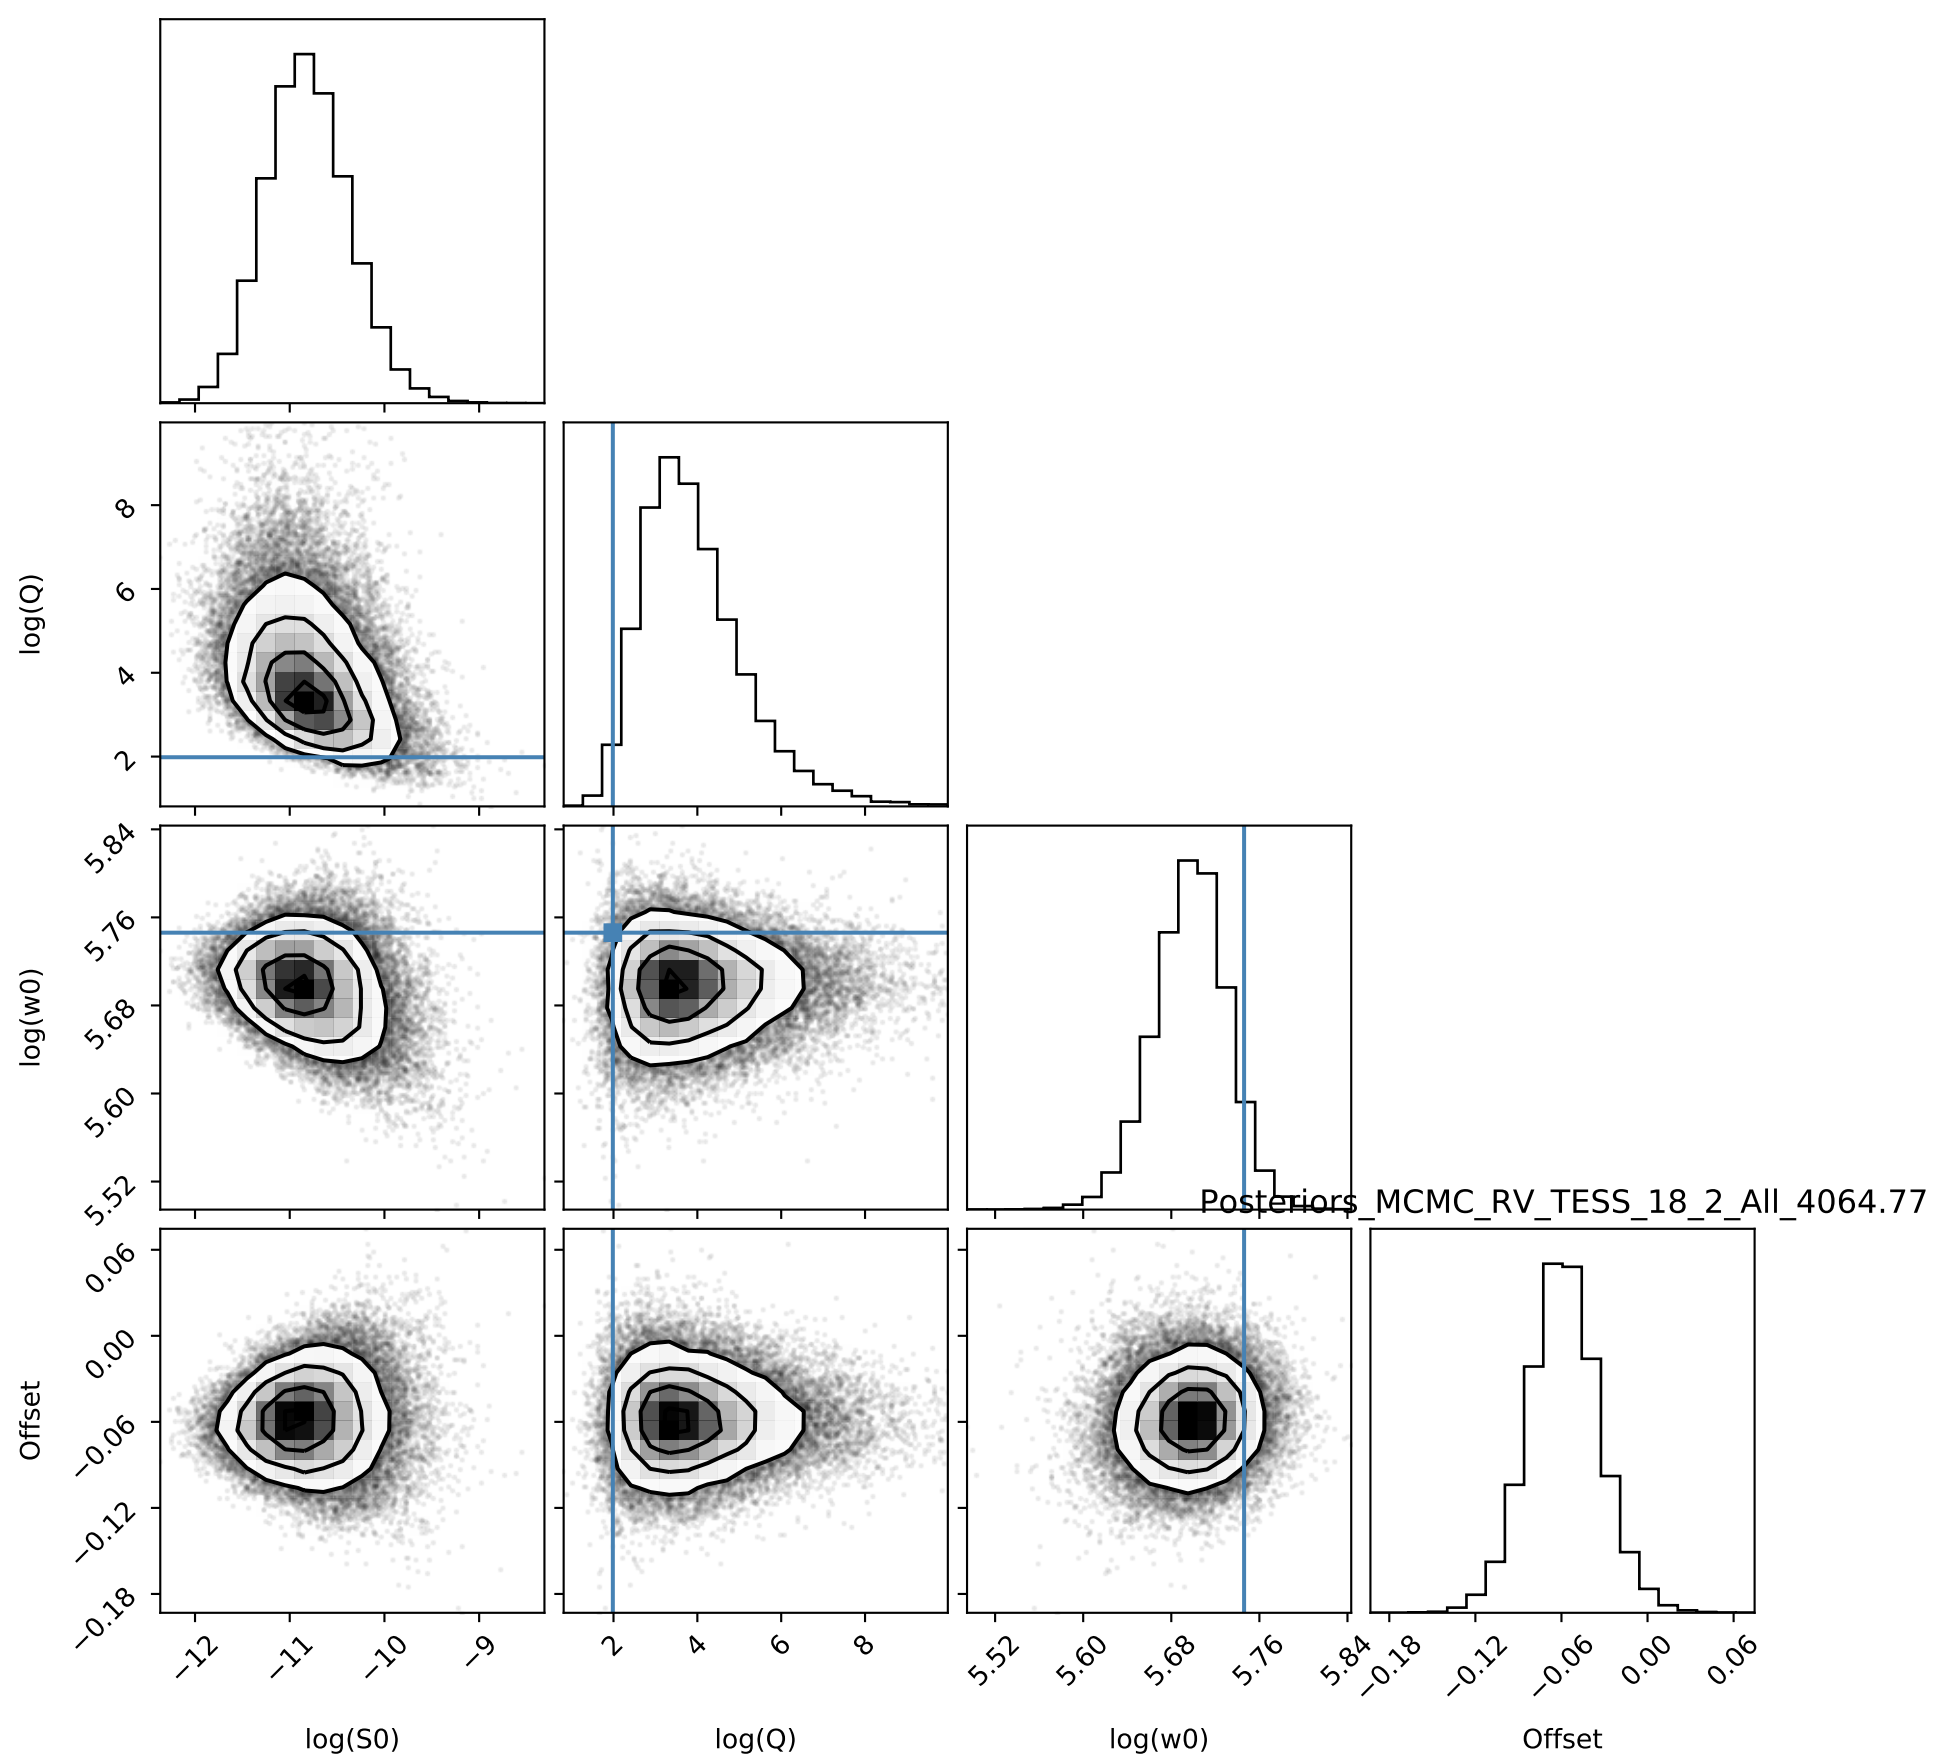 8
6
4
2
log(Q)
5.84
5.76
5.68
5.60
5.52
log(w0)
Posteriors_MCMC_RV_TESS_18_2_All_4064.77
0.06
0.00
−0.06
−0.12
−0.18
Offset
−12 −11 −10 −9 2 4 6 8 5.52 5.60 5.68 5.76 5.84 −0.18 −0.12 −0.06 0.00 0.06
log(S0) log(Q) log(w0) Offset